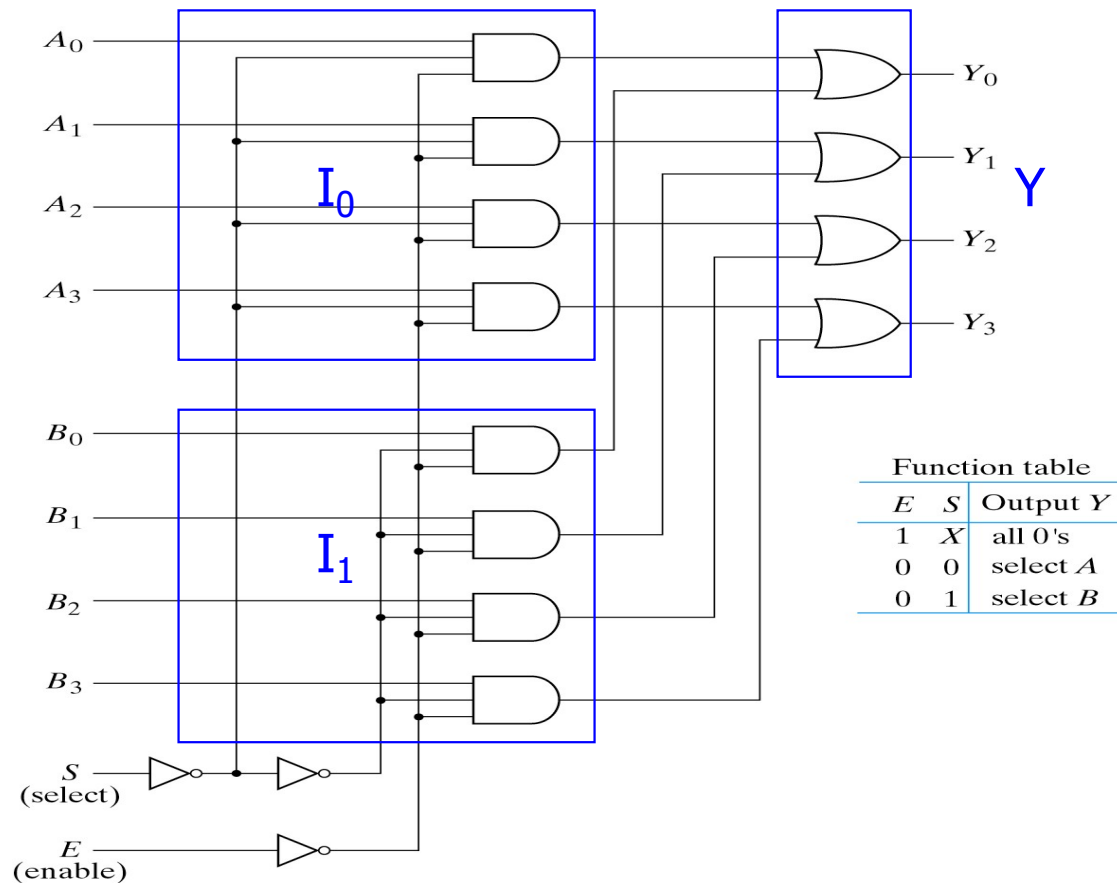 A0
A1
I0
A2
A3
Y0
Y1
Y
Y2
Y3
B0
B1
I1
B2
B3
S
(select)
E
(enable)
Function table
E S Output Y
1 X all 0's
0 0 select A
0 1 select B